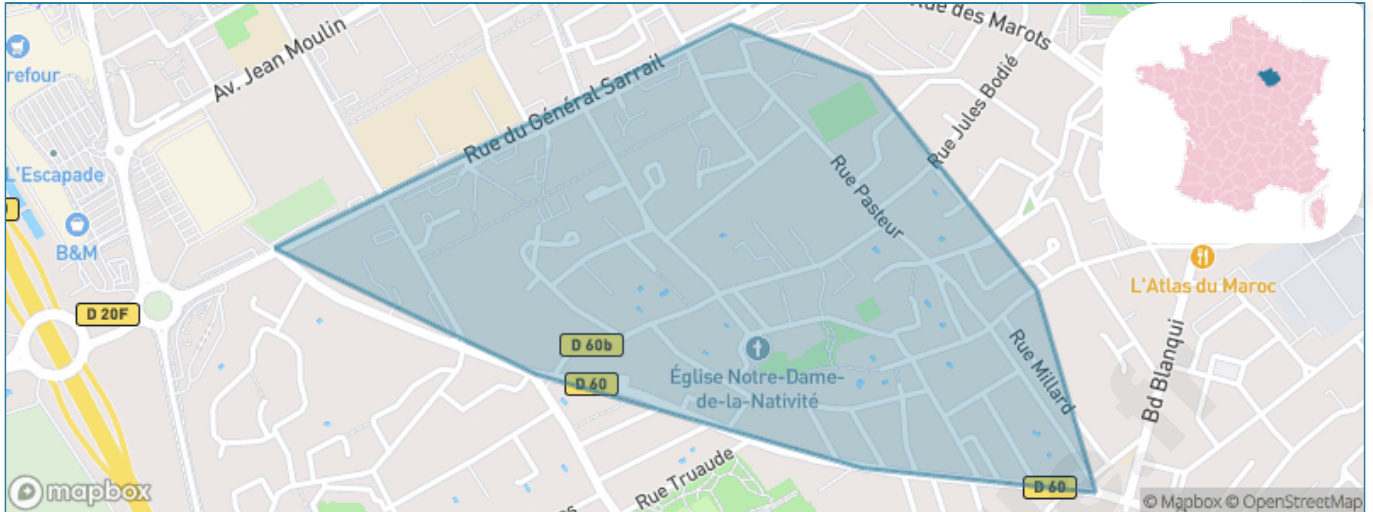 Rue des Marots
refour
Av. Jean Moulin
Rue du Général Sarrail
Rue Jules Bodié
L'Escapade
Rue Pasteur
B&M
L'Atlas du Maroc
D 20F
D 60b
Rue Millard
Église Notre-Dame-
de-la-Nativité
D 60
Bd Blanqui
Rue Truaude
D 60
mapbox
© Mapbox © OpenStreetMap